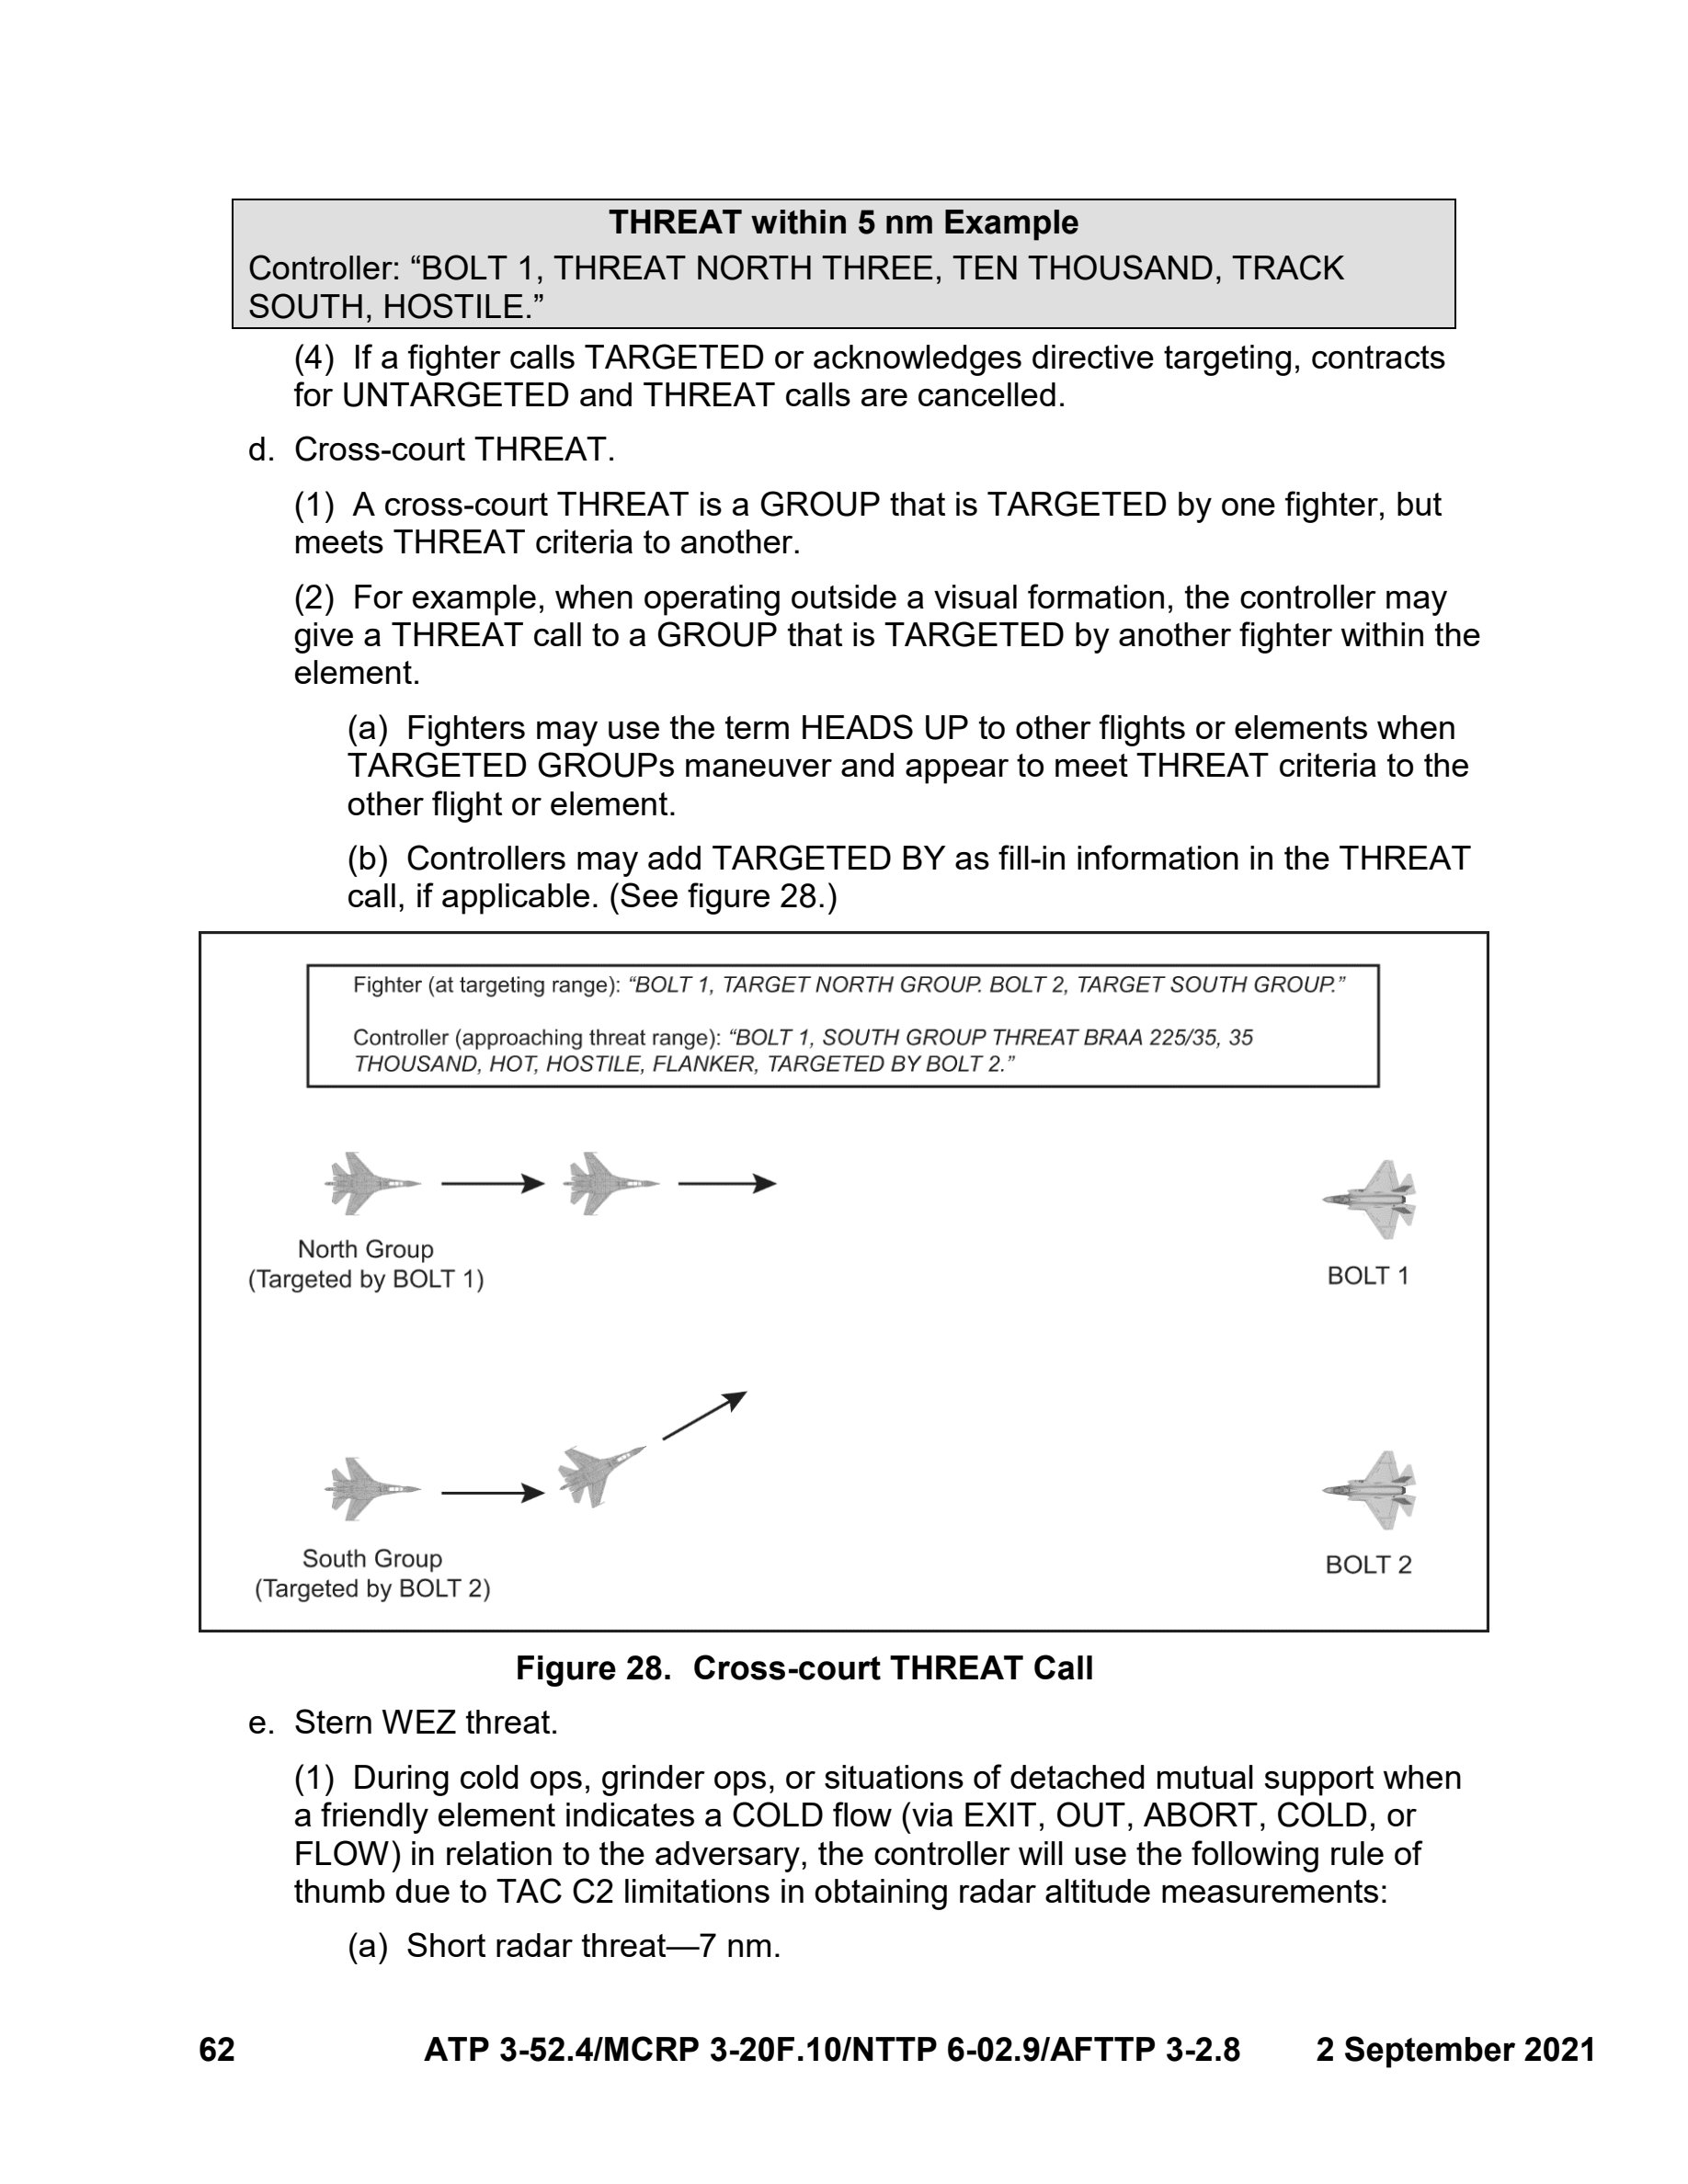 THREAT within 5 nm Example
Controller: “BOLT 1, THREAT NORTH THREE, TEN THOUSAND, TRACK
SOUTH, HOSTILE.”
(4) If a fighter calls TARGETED or acknowledges directive targeting, contracts
for UNTARGETED and THREAT calls are cancelled.
d. Cross-court THREAT.
(1) A cross-court THREAT is a GROUP that is TARGETED by one fighter, but
meets THREAT criteria to another.
(2) For example, when operating outside a visual formation, the controller may
give a THREAT call to a GROUP that is TARGETED by another fighter within the
element.
(a) Fighters may use the term HEADS UP to other flights or elements when
TARGETED GROUPs maneuver and appear to meet THREAT criteria to the
other flight or element.
(b) Controllers may add TARGETED BY as fill-in information in the THREAT
call, if applicable. (See figure 28.)
Fighter (at targeting range): “BOLT 1, TARGET NORTH GROUP. BOLT 2, TARGET SOUTH GROUP.”
Controller (approaching threat range): “BOLT 1, SOUTH GROUP THREAT BRAA 225/35, 35
THOUSAND, HOT, HOSTILE, FLANKER, TARGETED BY BOLT 2.”
North Group
(Targeted by BOLT 1)
BOLT 1
South Group
(Targeted by BOLT 2)
BOLT 2
Figure 28. Cross-court THREAT Call
e. Stern WEZ threat.
(1) During cold ops, grinder ops, or situations of detached mutual support when
a friendly element indicates a COLD flow (via EXIT, OUT, ABORT, COLD, or
FLOW) in relation to the adversary, the controller will use the following rule of
thumb due to TAC C2 limitations in obtaining radar altitude measurements:
(a) Short radar threat—7 nm.
62 ATP 3-52.4/MCRP 3-20F.10/NTTP 6-02.9/AFTTP 3-2.8 2 September 2021